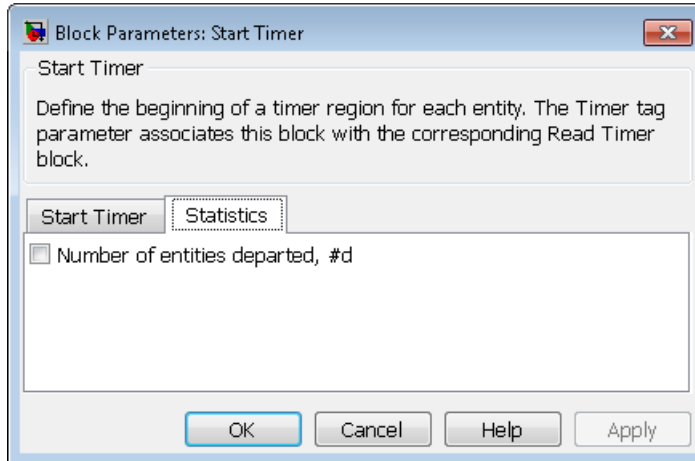 Block Parameters: Start Timer
Start Timer
Define the beginning of a timer region for each entity. The Timer tag
parameter associates this block with the corresponding Read Timer
block.
Start Timer Statistics
Number of entities departed, #d
OK Cancel Help Apply